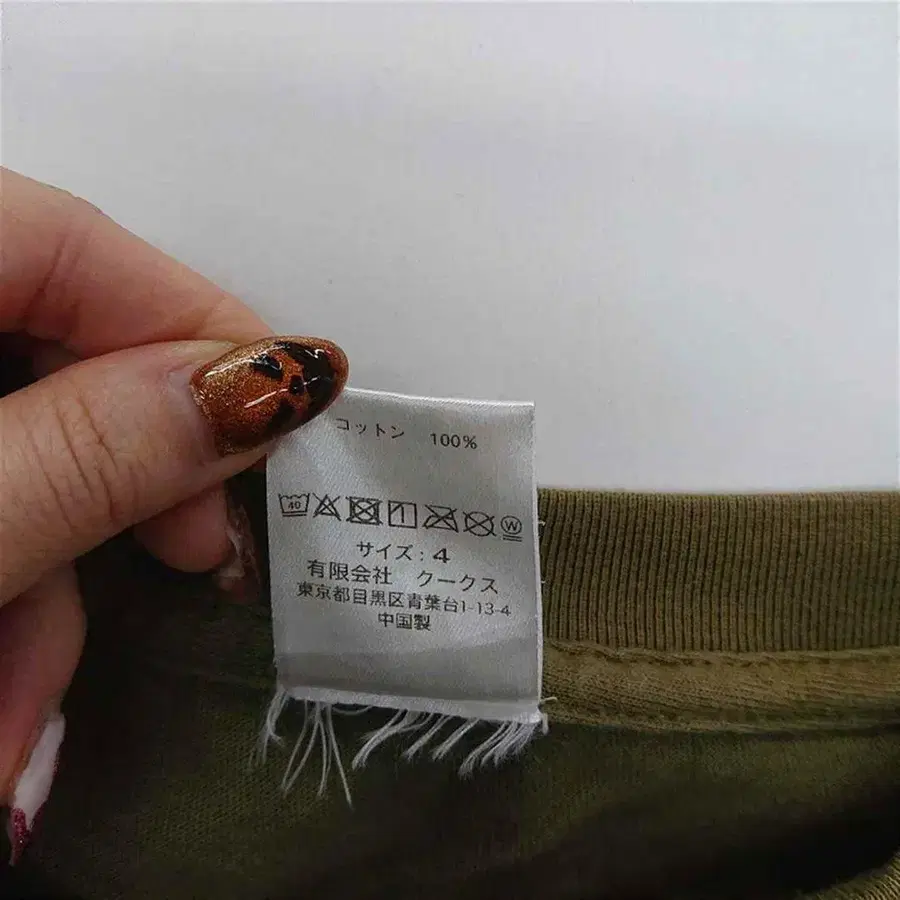 コットン 100%
40 W
サイズ：4
有限会社 クークス
東京都目黒区青葉台1-13-4
中国製